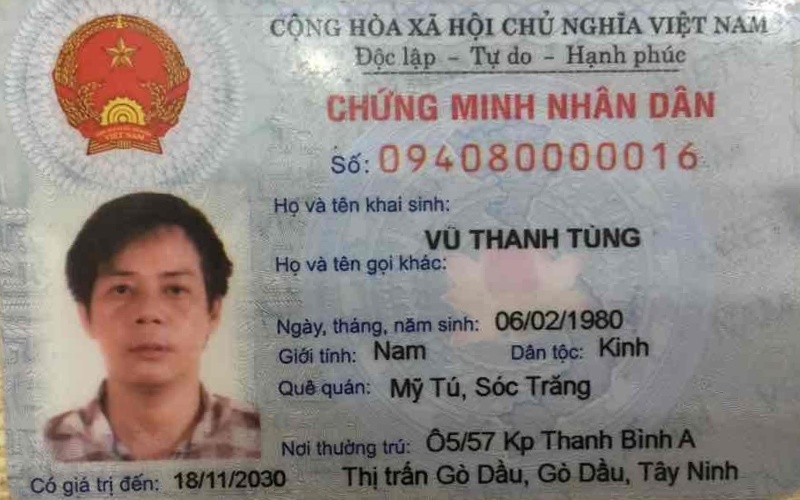 CỘNG HÒA XÃ HỘI CHỦ NGHĨA VIỆT NAM
Độc lập - Tự do - Hạnh phúc
CHỨNG MINH NHÂN DÂN
Số: 094080000016
Họ và tên khai sinh:
VŨ THANH TÙNG
Họ và tên gọi khác:
Ngày, tháng, năm sinh: 06/02/1980
Giới tính: Nam Dân tộc: Kinh
Quê quán: Mỹ Tú, Sóc Trăng
Nơi thường trú: Ô5/57 Kp Thanh Bình A
Thị trấn Gò Dầu, Gò Dầu, Tây Ninh
Có giá trị đến: 18/11/2030